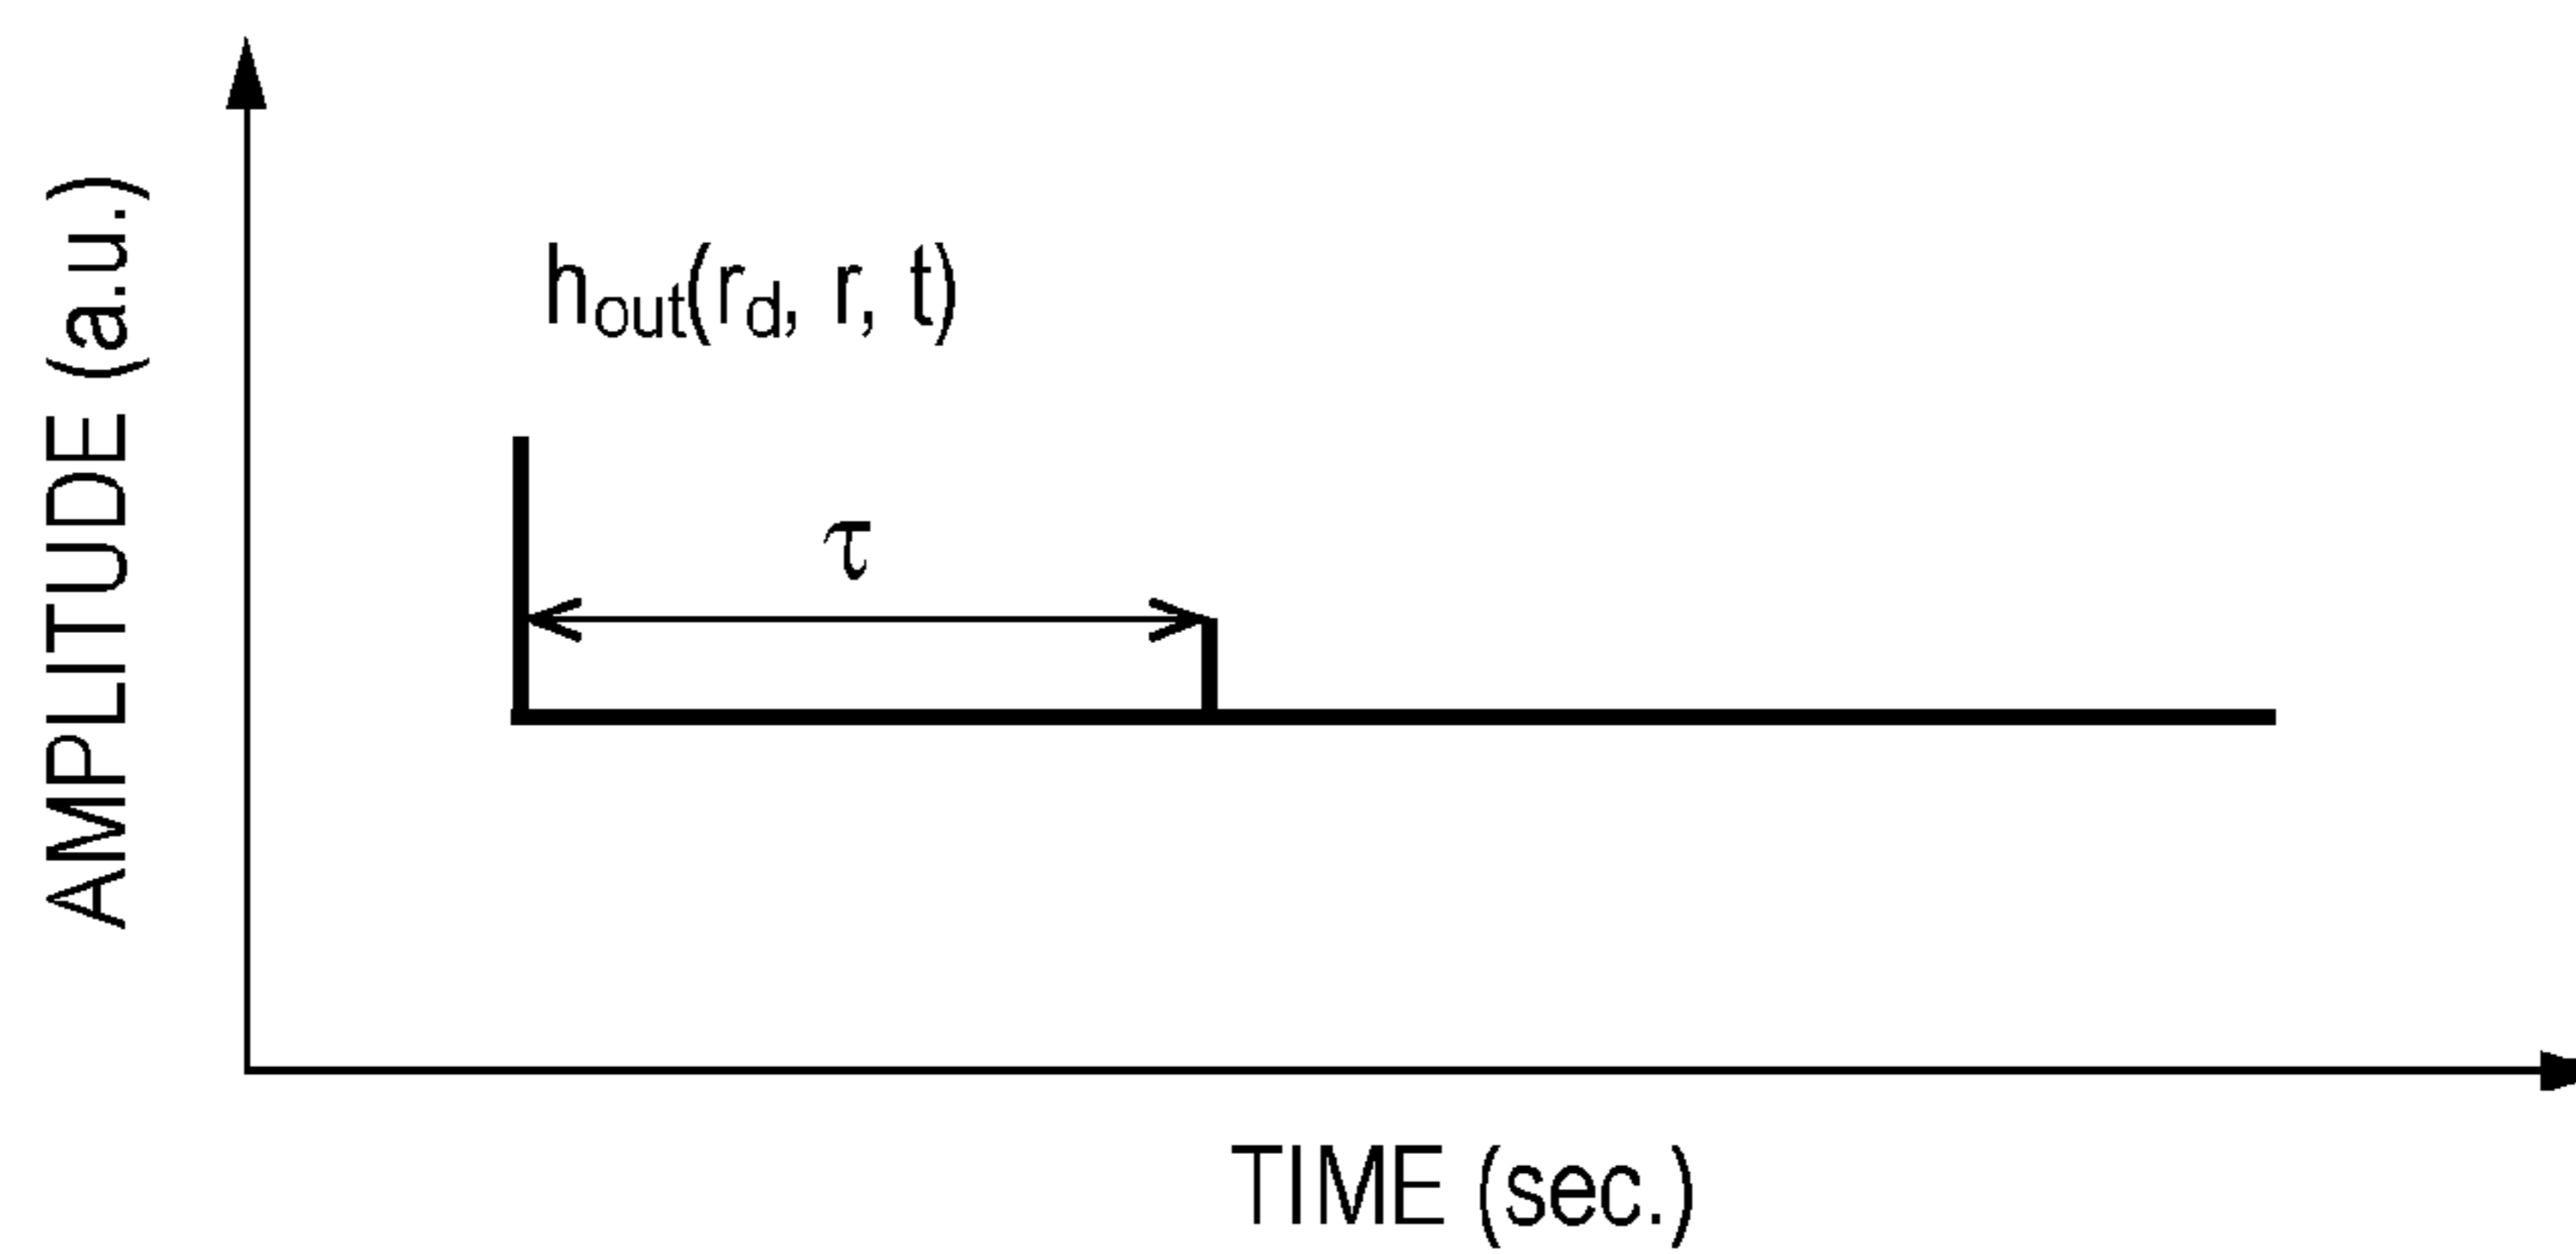 AMPLITUDE (a.u.)
hout(rd, r, t)
τ
TIME (sec.)